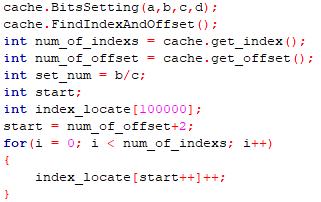 cache.BitsSetting(a,b,c,d);
cache.FindIndexAndOffset();
int num_of_indexs = cache.get_index();
int num_of_offset = cache.get_offset();
int set_num = b/c;
int start;
int index_locate[100000];
start = num_of_offset+2;
for(i = 0; i < num_of_indexs; i++)
{
    index_locate[start++]++;
}